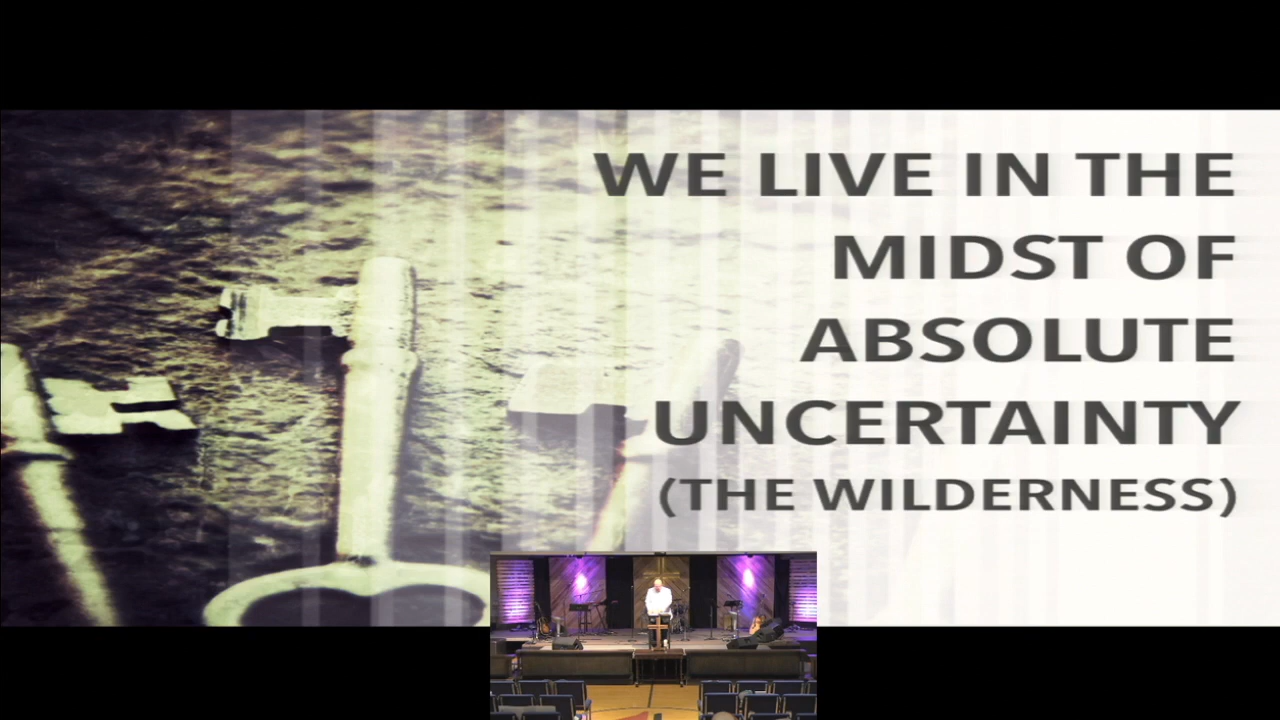 WE LIVE IN THE
MIDST OF
ABSOLUTE
UNCERTAINTY
(THE WILDERNESS)